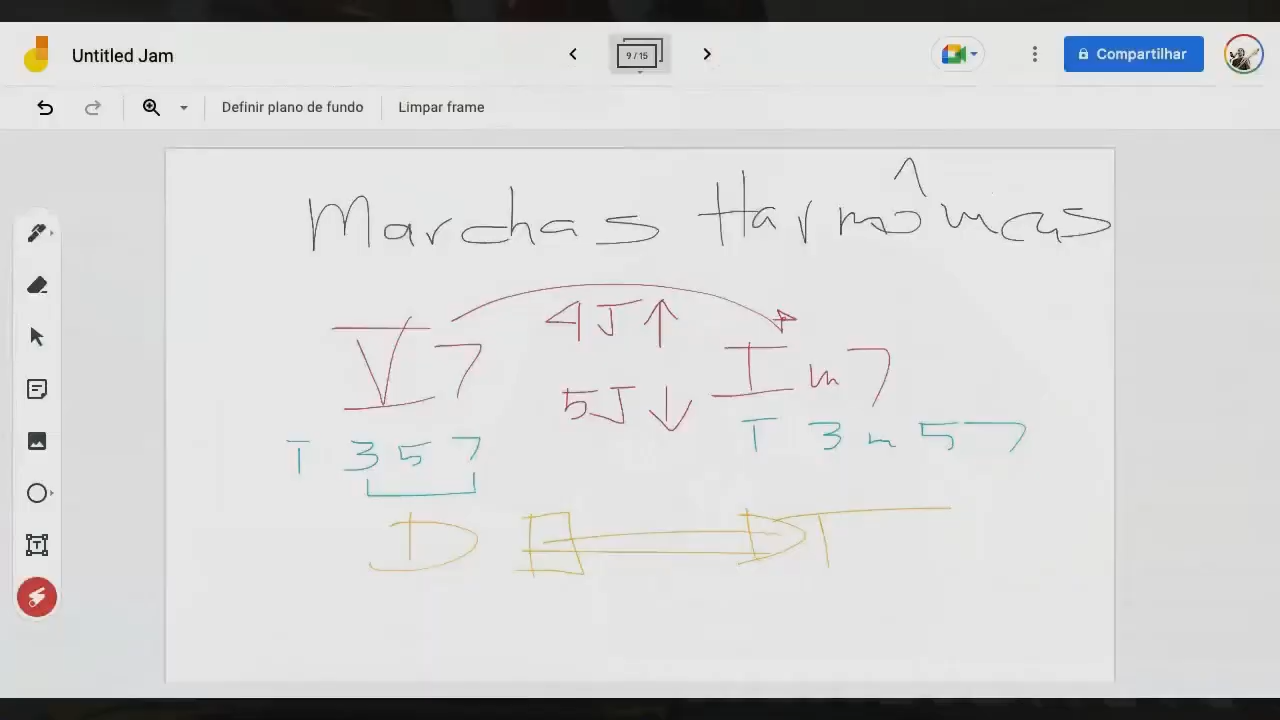 Untitled Jam
9 / 15
Compartilhar
Definir plano de fundo
Limpar frame
Marchas Harmônicas
V7 4J↑ Im7
5J↓
T 3 5 7 T 3m 5 7
D T